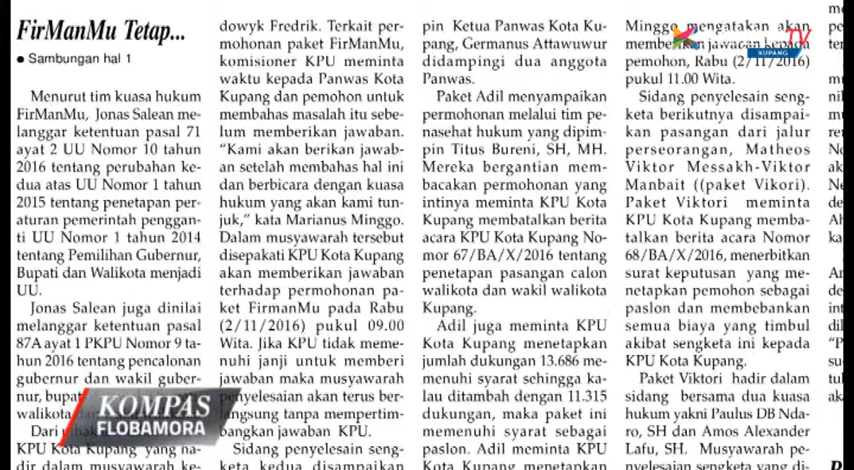 FirManMu Tetap...
● Sambungan hal 1
Menurut tim kuasa hukum
FirManMu, Jonas Salean me-
langgar ketentuan pasal 71
ayat 2 UU Nomor 10 tahun
2016 tentang perubahan ke-
dua atas UU Nomor 1 tahun
2015 tentang penetapan per-
aturan pemerintah penggan-
ti UU Nomor 1 tahun 2014
tentang Pemilihan Gubernur,
Bupati dan Walikota menjadi
UU.
Jonas Salean juga dinilai
melanggar ketentuan pasal
87A ayat 1 PKPU Nomor 9 ta-
hun 2016 tentang pencalonan
gubernur dan wakil guber-
nur, bupati
walikota
Dari pihak
KPU Kota Kupang yang ha-
dir dalam musyawarah ke-
dowyk Fredrik. Terkait per-
mohonan paket FirManMu,
komisioner KPU meminta
waktu kepada Panwas Kota
Kupang dan pemohon untuk
membahas masalah itu sebe-
lum memberikan jawaban.
"Kami akan berikan jawab-
an setelah membahas hal ini
dan berbicara dengan kuasa
hukum yang akan kami tun-
juk," kata Marianus Minggo.
Dalam musyawarah tersebut
disepakati KPU Kota Kupang
akan memberikan jawaban
terhadap permohonan pa-
ket FirmanMu pada Rabu
(2/11/2016) pukul 09.00
Wita. Jika KPU tidak meme-
nuhi janji untuk memberi
jawaban maka musyawarah
penyelesaian akan terus ber-
langsung tanpa mempertim-
bangkan jawaban KPU.
Sidang penyelesain seng-
keta kedua disampaikan
pin Ketua Panwas Kota Ku-
pang, Germanus Attawuwur
didampingi dua anggota
Panwas.
Paket Adil menyampaikan
permohonan melalui tim pe-
nasehat hukum yang dipim-
pin Titus Bureni, SH, MH.
Mereka bergantian mem-
bacakan permohonan yang
intinya meminta KPU Kota
Kupang membatalkan berita
acara KPU Kota Kupang No-
mor 67/BA/X/2016 tentang
penetapan pasangan calon
walikota dan wakil walikota
Kupang.
Adil juga meminta KPU
Kota Kupang menetapkan
jumlah dukungan 13.686 me-
menuhi syarat sehingga ka-
lau ditambah dengan 11.315
dukungan, maka paket ini
memenuhi syarat sebagai
paslon. Adil meminta KPU
Kota Kupang menetapkan
Minggo mengatakan akan
memberikan jawaban kepada
pemohon, Rabu (2/11/2016)
pukul 11.00 Wita.
Sidang penyelesain seng-
keta berikutnya disampai-
kan pasangan dari jalur
perseorangan, Matheos
Viktor Messakh-Viktor
Manbait ((paket Vikori).
Paket Viktori meminta
KPU Kota Kupang memba-
talkan berita acara Nomor
68/BA/X/2016, menerbitkan
surat keputusan yang me-
netapkan pemohon sebagai
paslon dan membebankan
semua biaya yang timbul
akibat sengketa ini kepada
KPU Kota Kupang.
Paket Viktori hadir dalam
sidang bersama dua kuasa
hukum yakni Paulus DB Nda-
ro, SH dan Amos Alexander
Lafu, SH. Musyawarah pe-
nyelesaian sengketa yang di-
TV
KUPANG
KOMPAS
FLOBAMORA